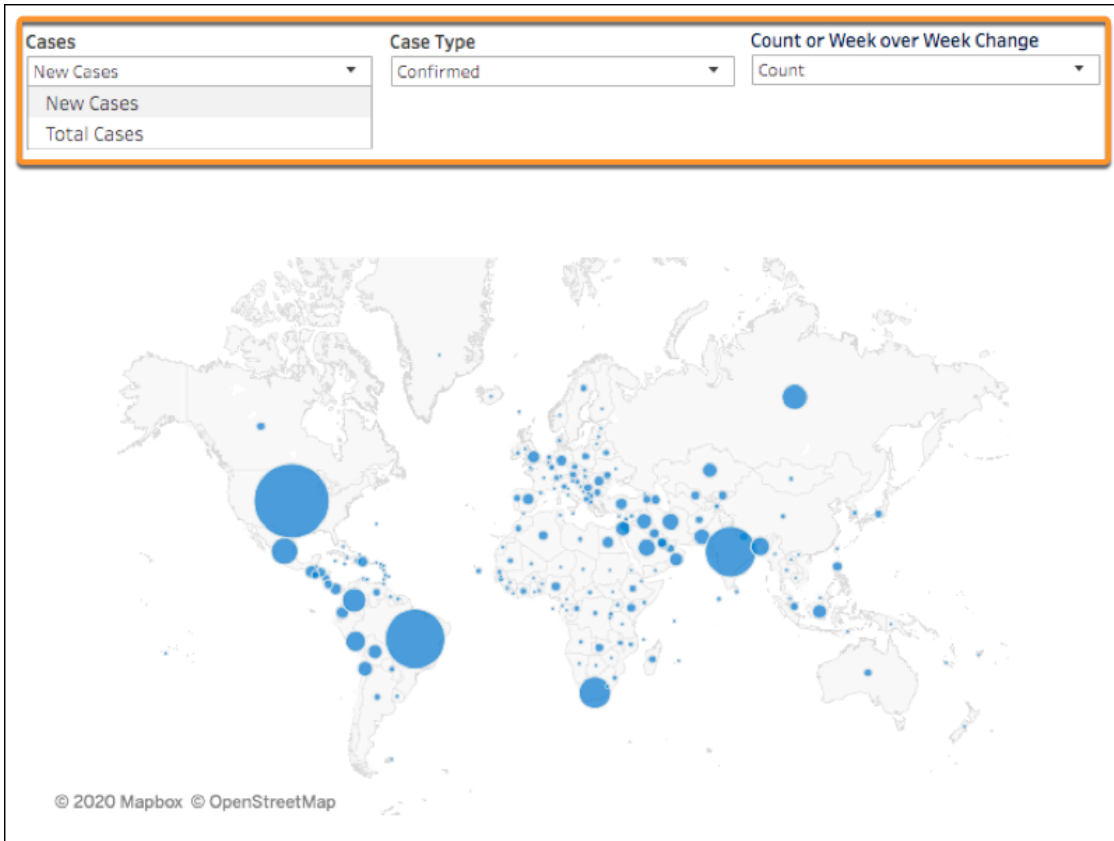 Cases
New Cases
New Cases
Total Cases
Case Type
Confirmed
Count or Week over Week Change
Count
© 2020 Mapbox © OpenStreetMap